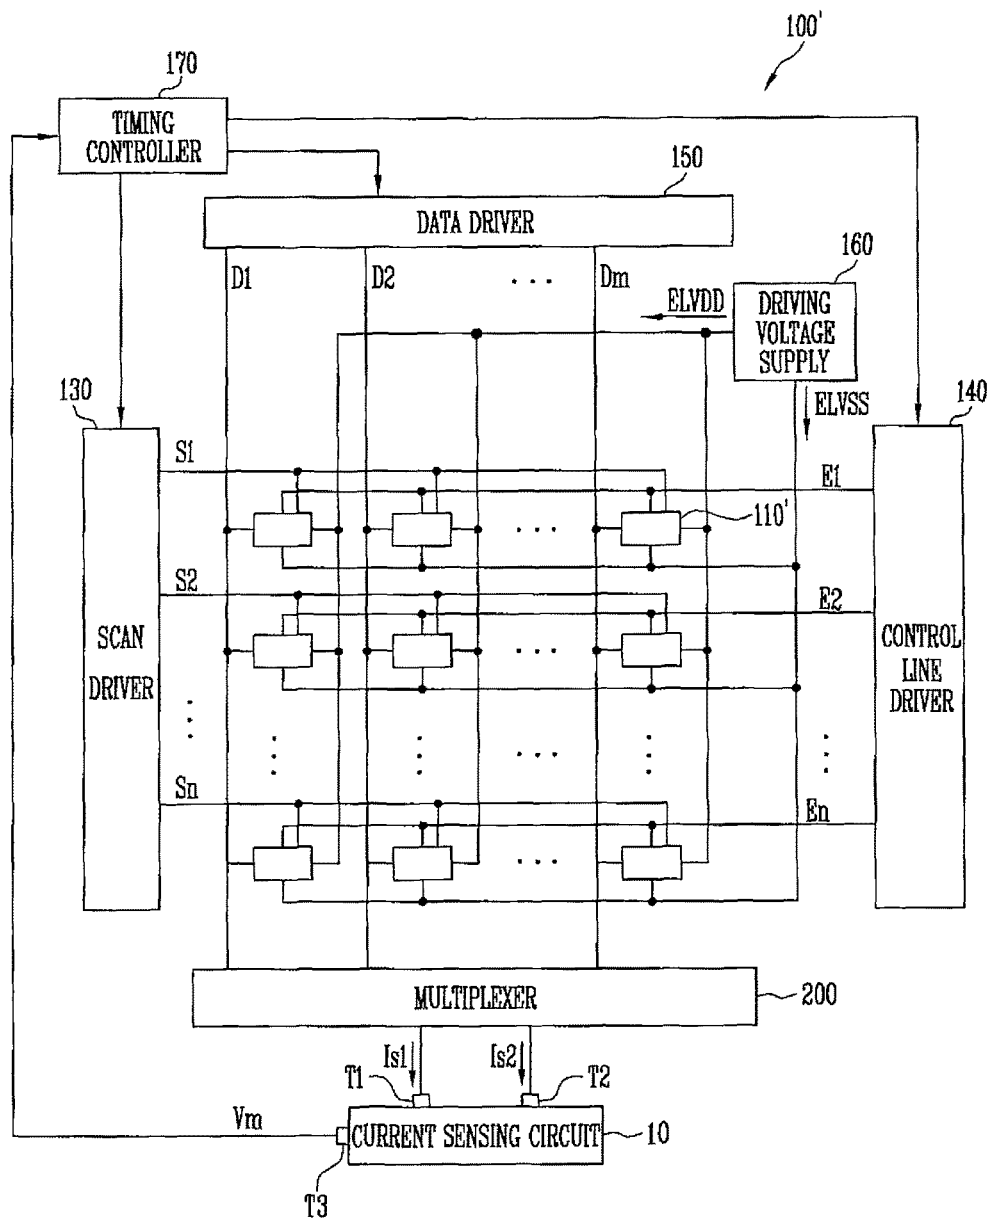 100'
170
TIMING
CONTROLLER
150
DATA DRIVER
D1
D2
. . .
Dm
160
ELVDD
DRIVING
VOLTAGE
SUPPLY
ELVSS
130
140
S1
E1
110'
. . .
S2
E2
. . .
SCAN
DRIVER
CONTROL
LINE
DRIVER
Sn
En
. . .
MULTIPLEXER
200
Is1
Is2
T1
T2
Vm
CURRENT SENSING CIRCUIT
10
T3